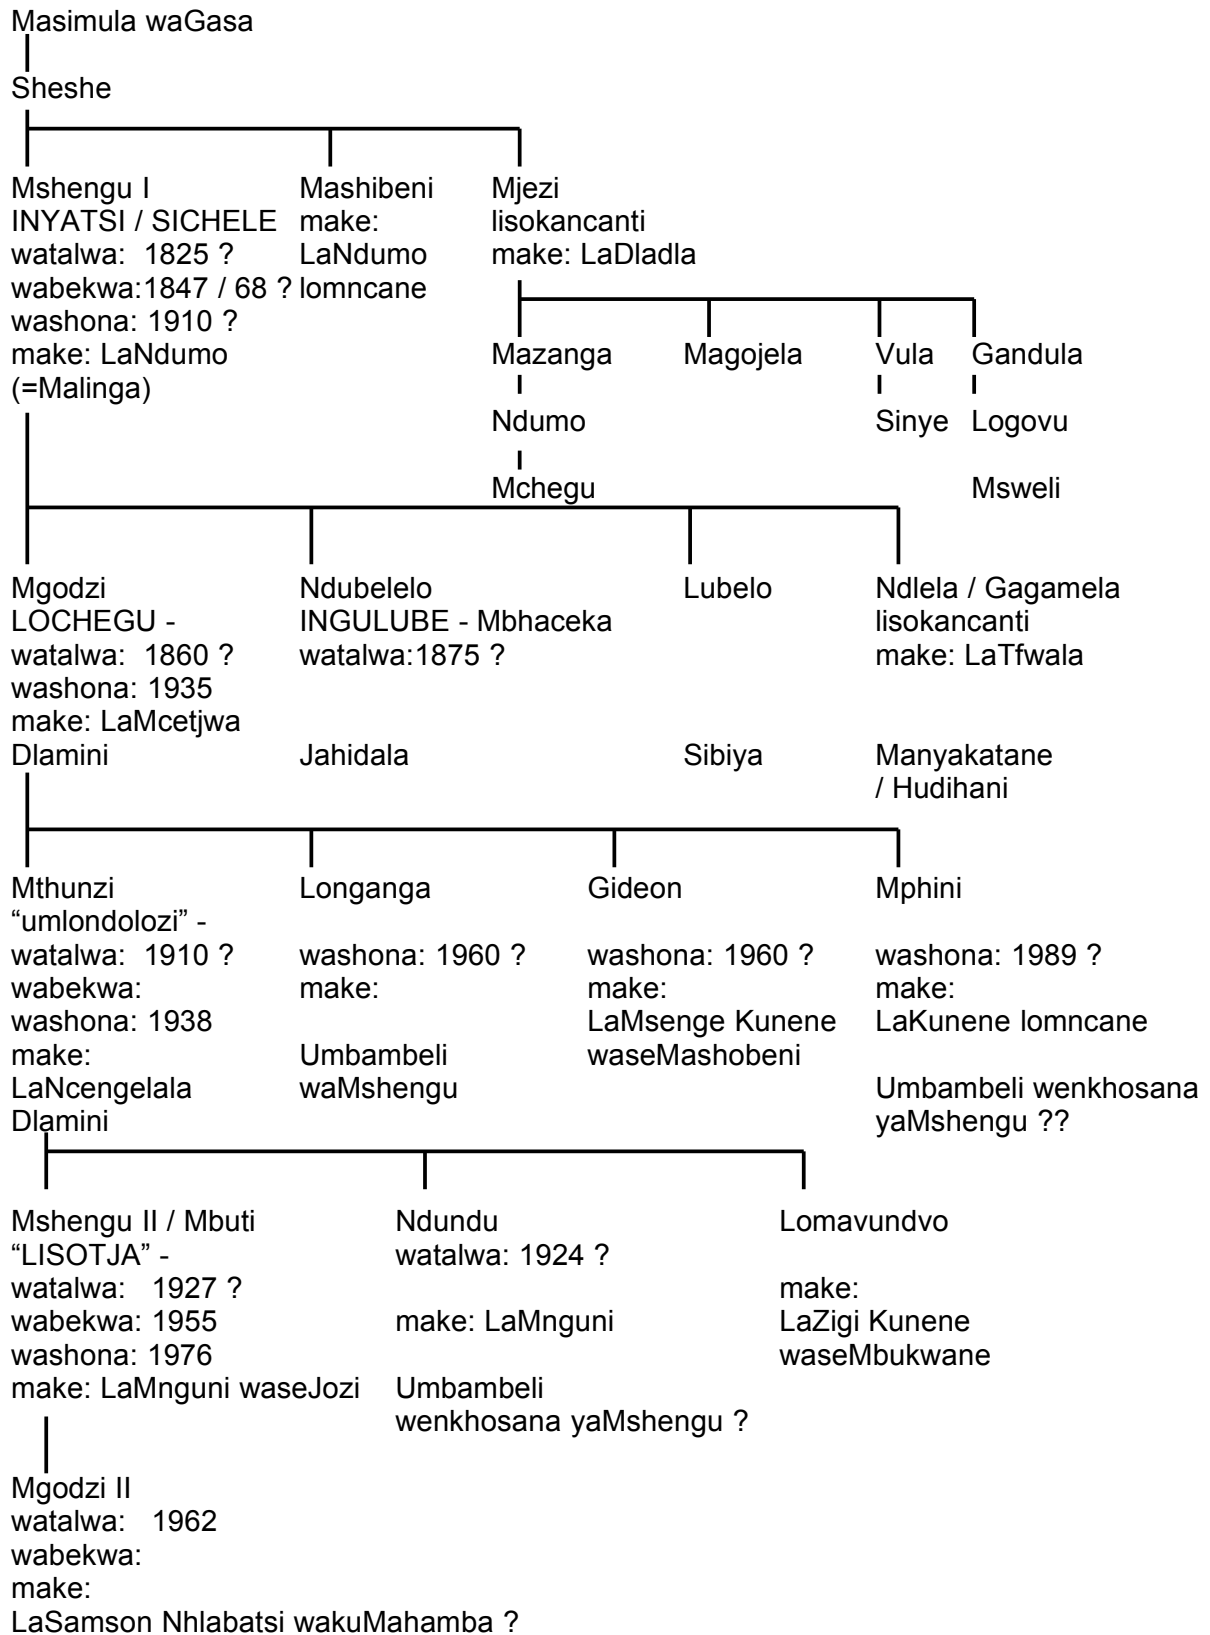 Masimula waGasa
Sheshe
Mshengu I Mashibeni Mjezi
INYATSI / SICHELE make: lisokancanti
watalwa: 1825 ? LaNdumo make: LaDladla
wabekwa:1847 / 68 ? lomncane
washona: 1910 ?
make: LaNdumo Mazanga Magojela Vula Gandula
(=Malinga)
Ndumo Sinye Logovu
Mchegu Msweli
Mgodzi Ndubelelo Lubelo Ndlela / Gagamela
LOCHEGU - INGULUBE - Mbhaceka lisokancanti
watalwa: 1860 ? watalwa:1875 ? make: LaTfwala
washona: 1935
make: LaMcetjwa
Dlamini Jahidala Sibiya Manyakatane
/ Hudihani
Mthunzi Longanga Gideon Mphini
“umlondolozi” -
watalwa: 1910 ? washona: 1960 ? washona: 1960 ? washona: 1989 ?
wabekwa: make: make: make:
washona: 1938 LaMsenge Kunene LaKunene lomncane
make: Umbambeli waseMashobeni
LaNcengelala waMshengu Umbambeli wenkhosana
Dlamini yaMshengu ??
Mshengu II / Mbuti Ndundu Lomavundvo
“LISOTJA” - watalwa: 1924 ?
watalwa: 1927 ? make:
wabekwa: 1955 make: LaMnguni LaZigi Kunene
washona: 1976 waseMbukwane
make: LaMnguni waseJozi Umbambeli
wenkhosana yaMshengu ?
Mgodzi II
watalwa: 1962
wabekwa:
make:
LaSamson Nhlabatsi wakuMahamba ?